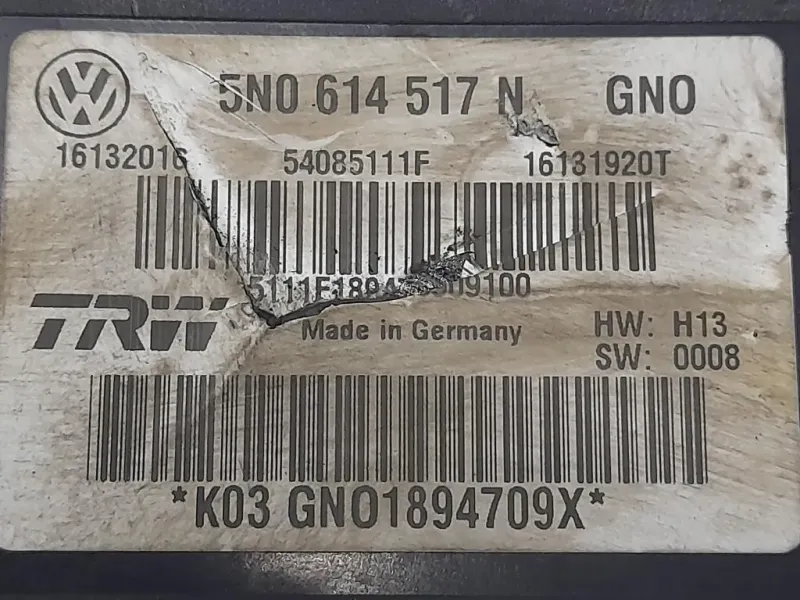 5N0 614 517 N GNO
16132016 54085111F 16131920T
TRW
Made in Germany
HW: H13
SW: 0008
*K03 GNO1894709X*